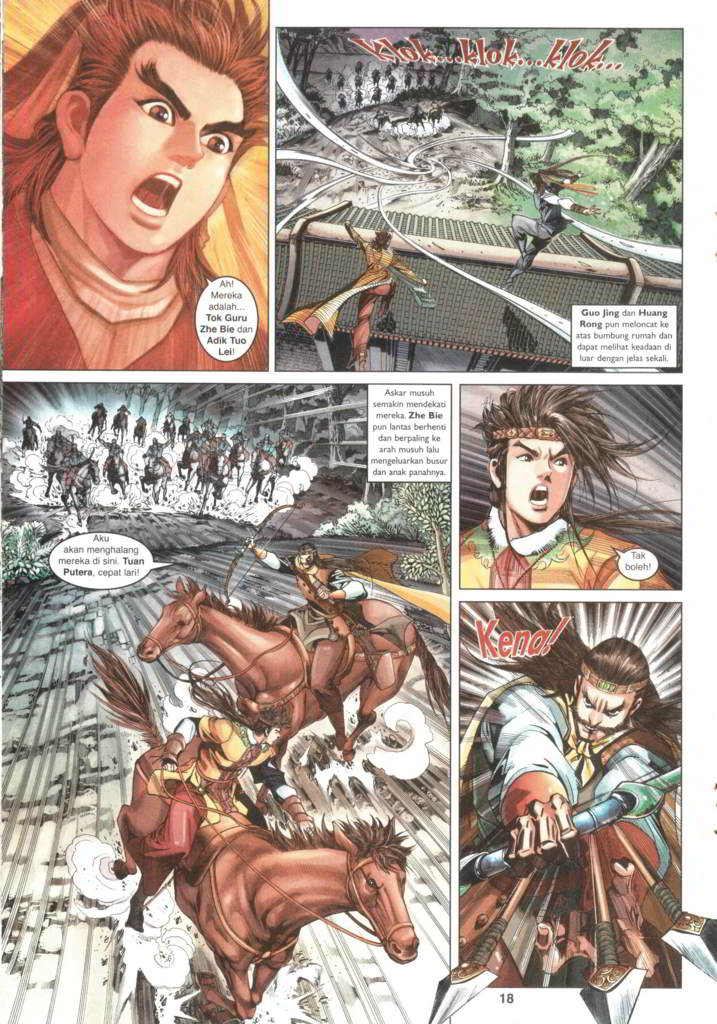 Ah!
Mereka
adalah...
Tok Guru
Zhe Bie dan
Adik Tuo
Lei!
Klok...klok...klok...
Guo Jing dan Huang
Rong pun meloncat ke
atas bumbung rumah dan
dapat melihat keadaan di
luar dengan jelas sekali.
Askar musuh
semakin mendekati
mereka. Zhe Bie
pun lantas berhenti
dan berpaling ke
arah musuh lalu
mengeluarkan busur
dan anak panahnya.
Aku
akan menghalang
mereka di sini. Tuan
Putera, cepat lari!
Tak
boleh!
Kena!
18